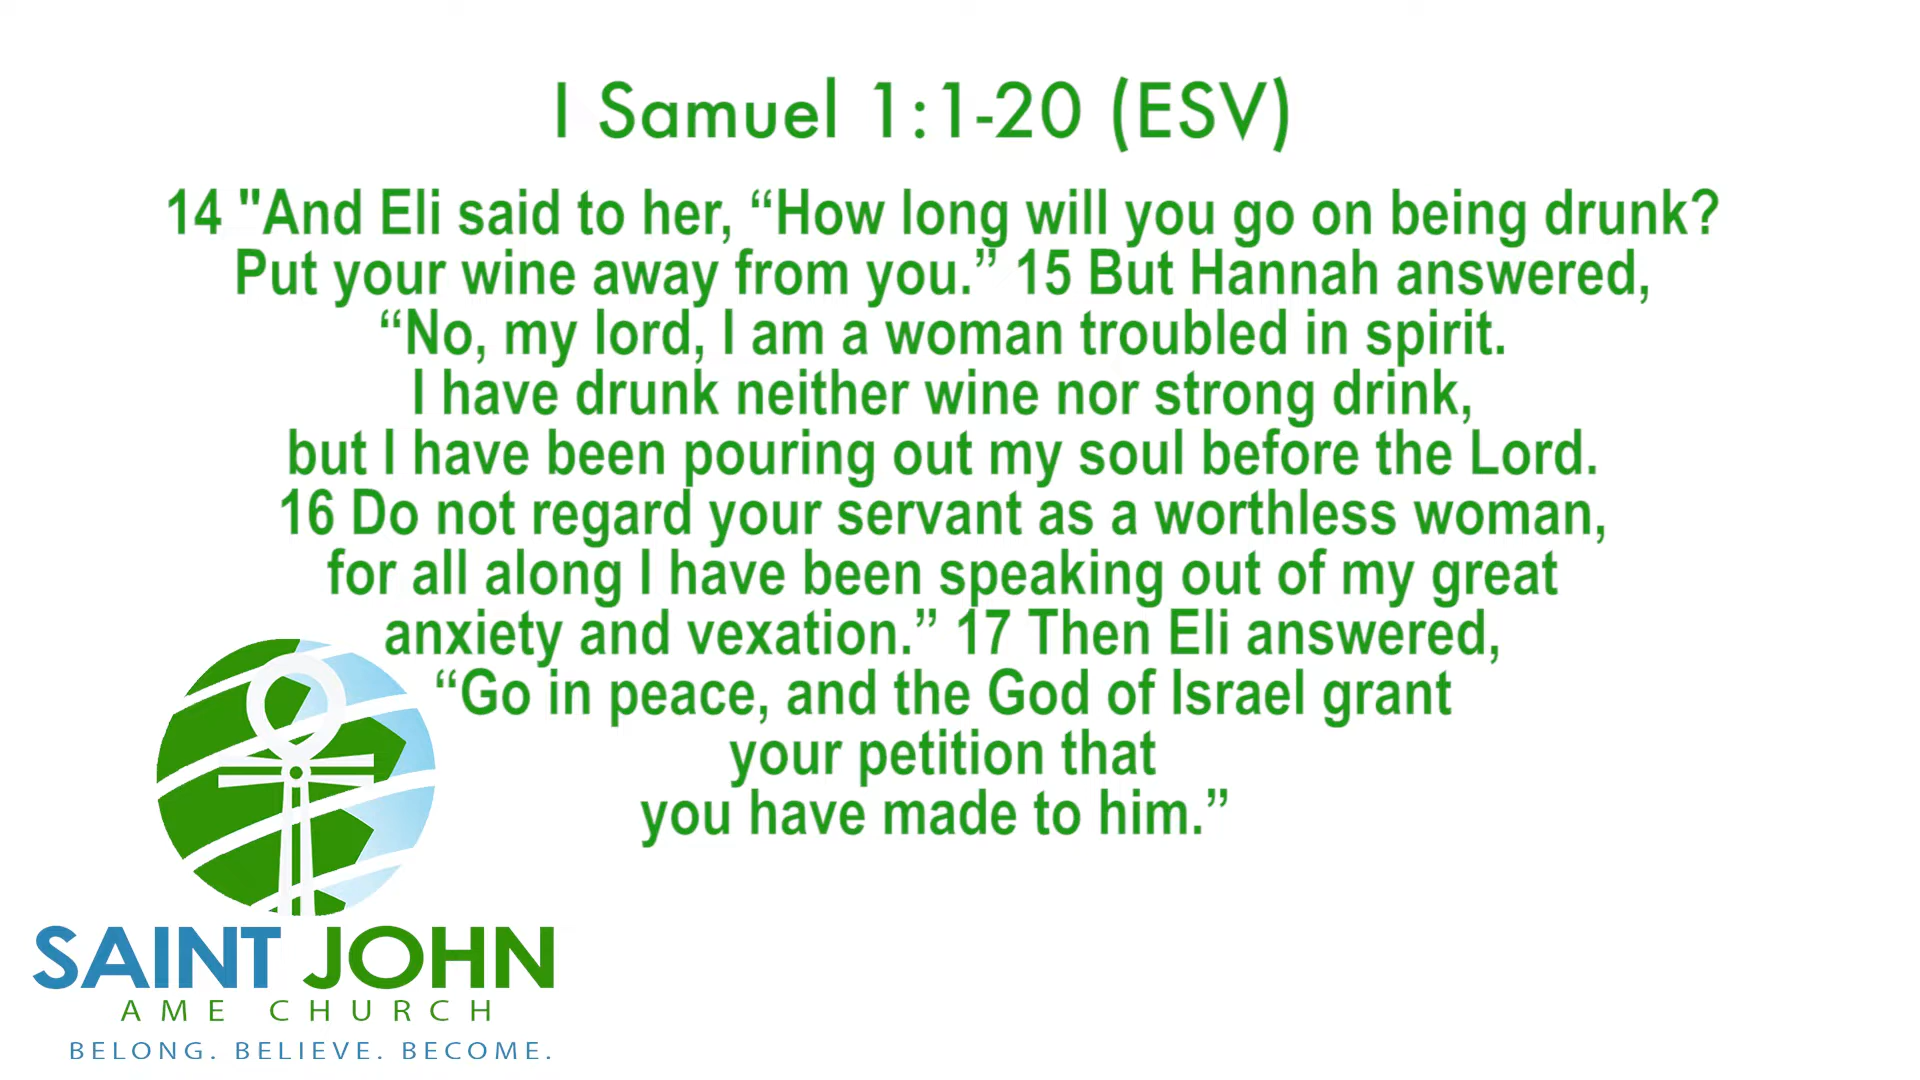 I Samuel 1:1-20 (ESV)
14 "And Eli said to her, “How long will you go on being drunk?
Put your wine away from you.” 15 But Hannah answered,
“No, my lord, I am a woman troubled in spirit.
I have drunk neither wine nor strong drink,
but I have been pouring out my soul before the Lord.
16 Do not regard your servant as a worthless woman,
for all along I have been speaking out of my great
anxiety and vexation.” 17 Then Eli answered,
“Go in peace, and the God of Israel grant
your petition that
you have made to him.”
SAINT JOHN
AME CHURCH
BELONG. BELIEVE. BECOME.